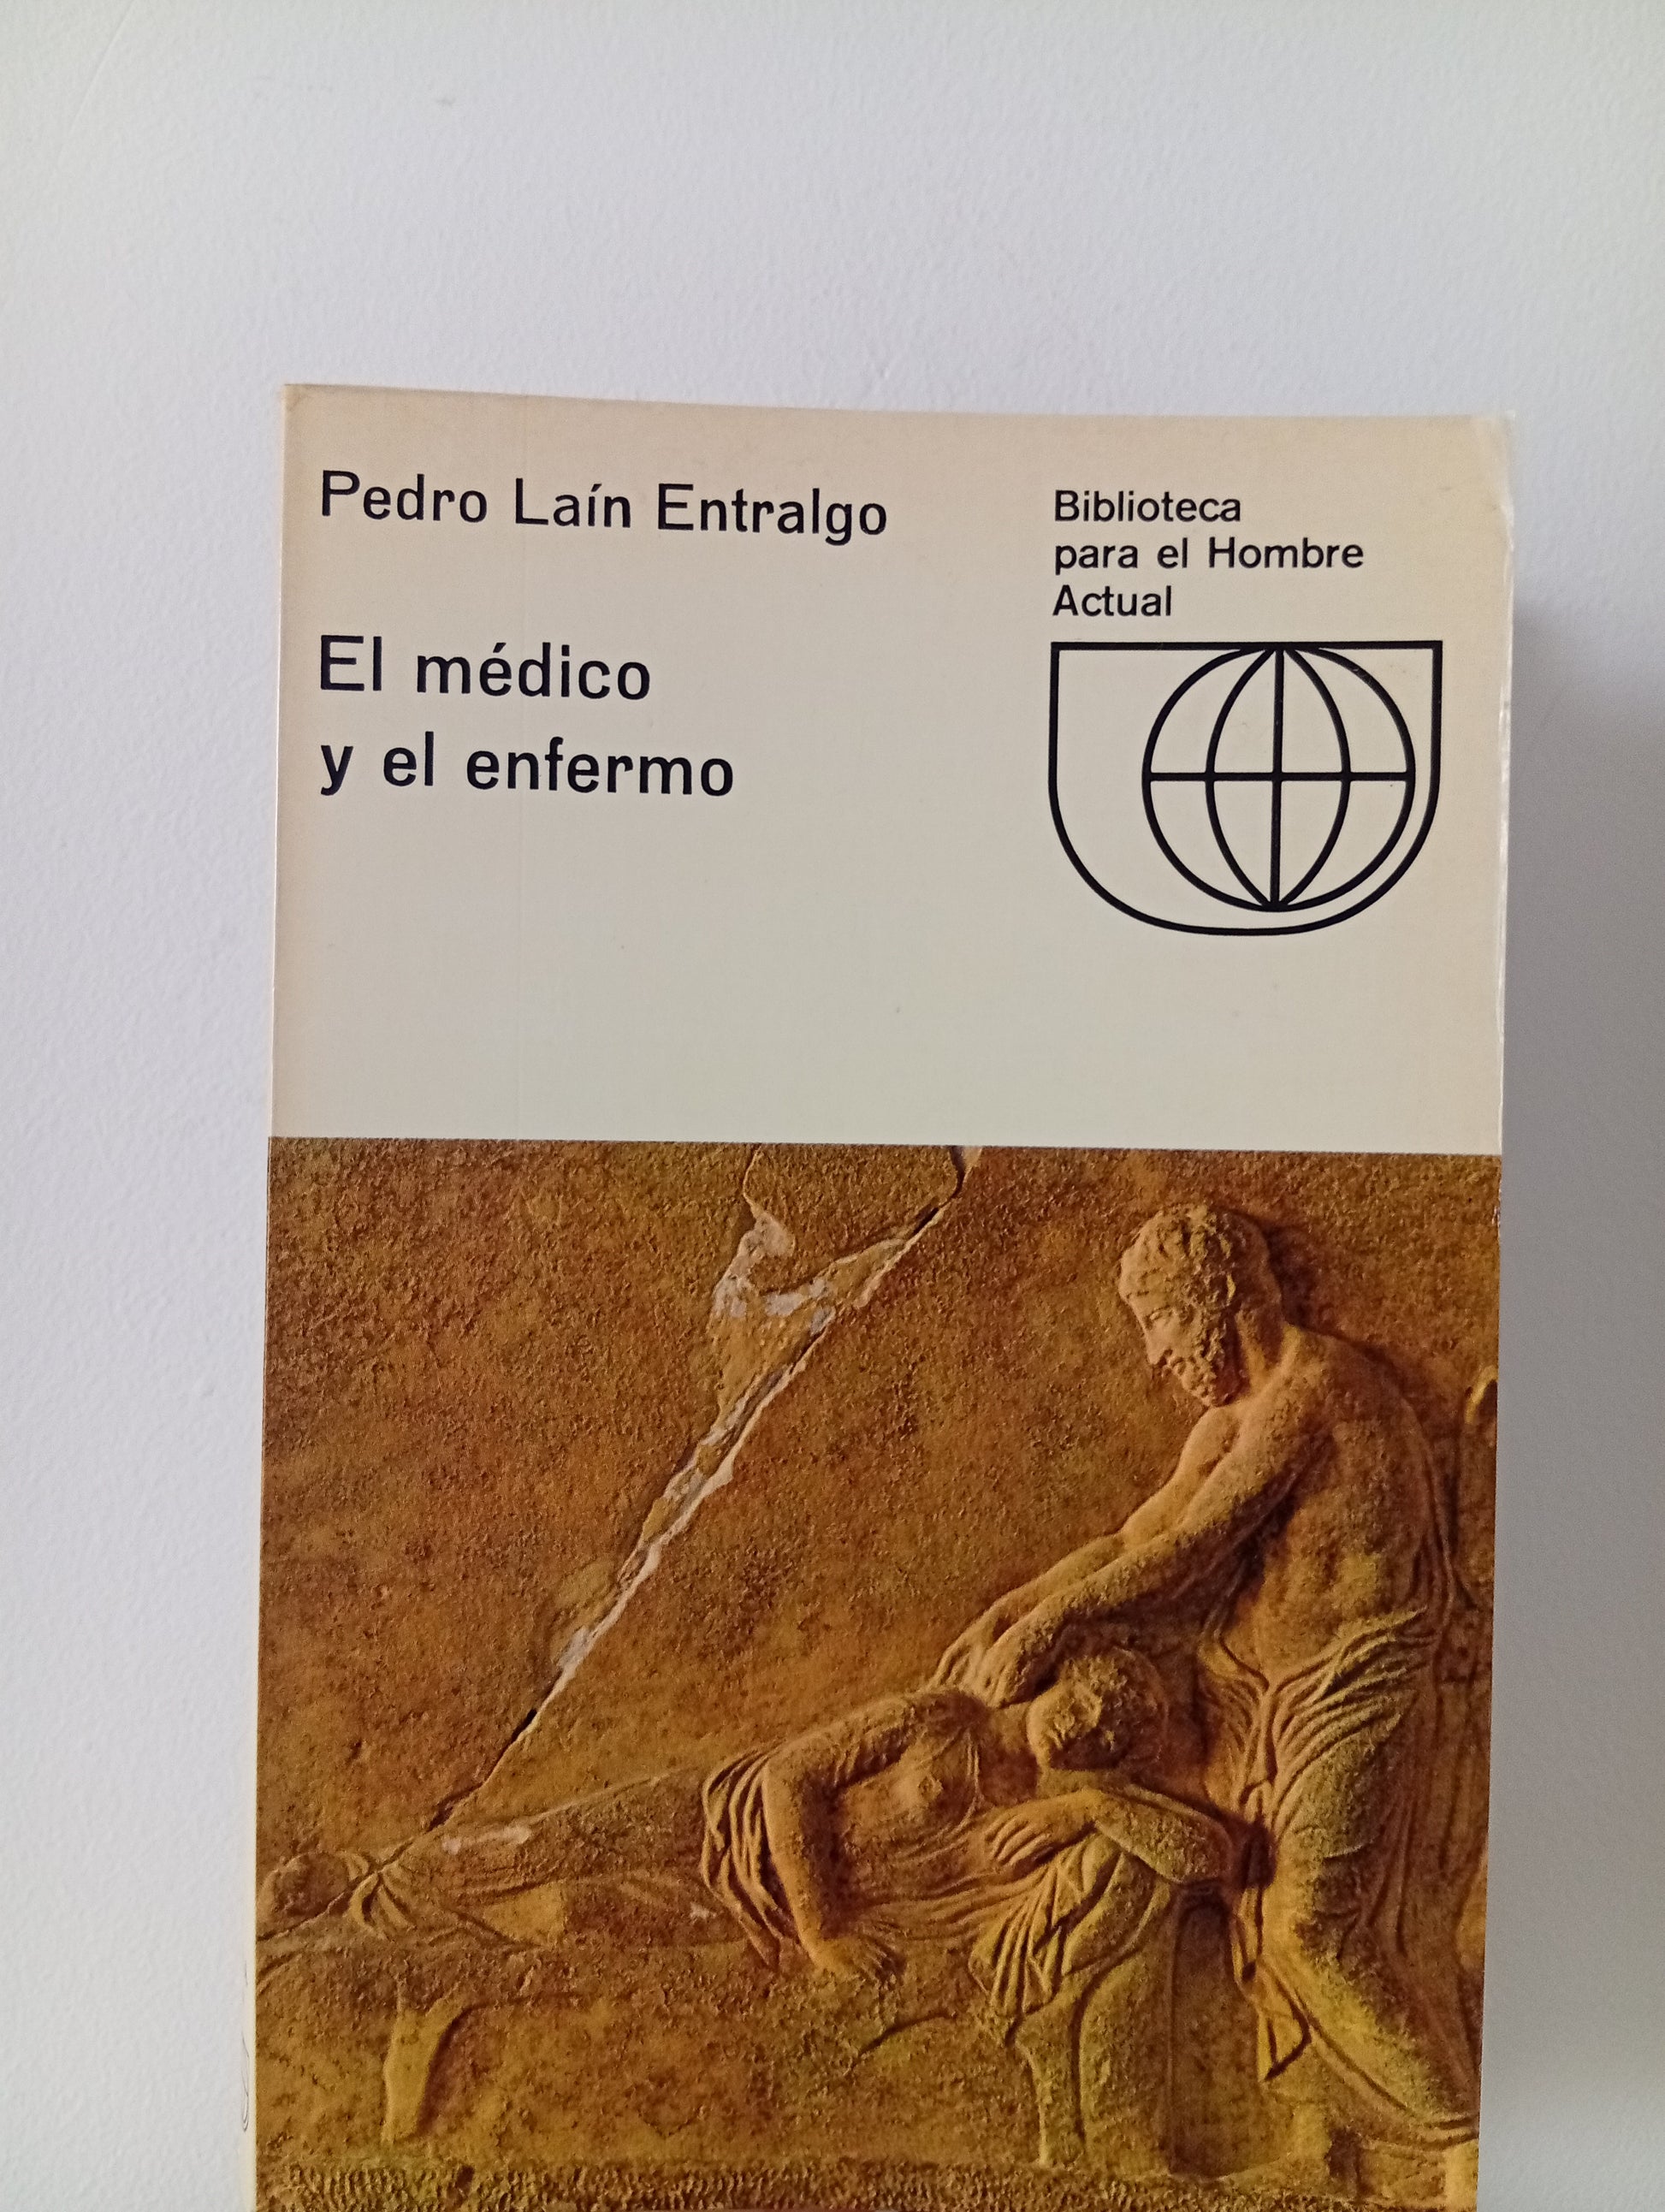 Pedro Laín Entralgo
El médico
y el enfermo
Biblioteca
para el Hombre
Actual